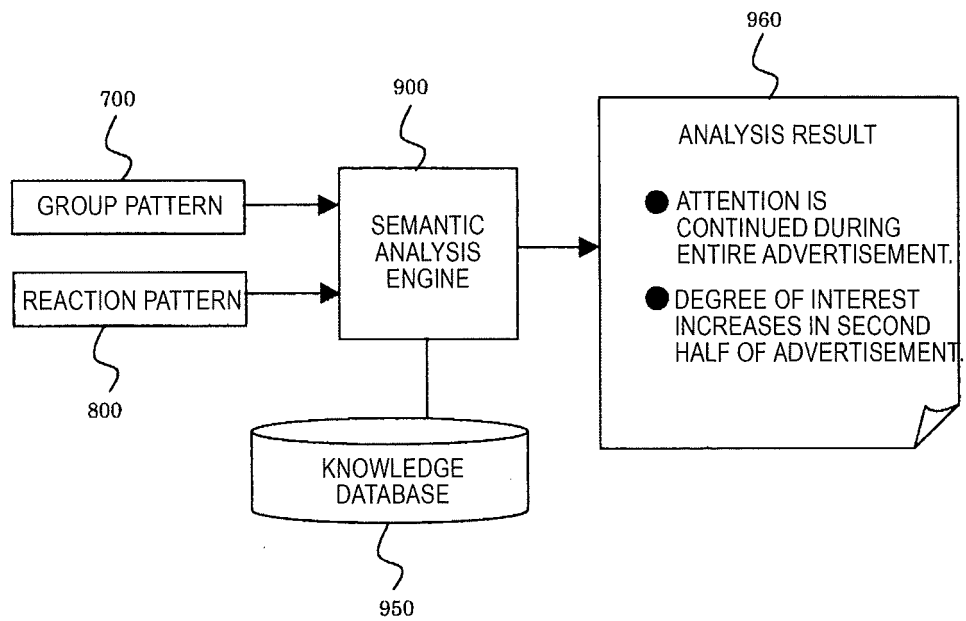 960
700
900
ANALYSIS RESULT
GROUP PATTERN
SEMANTIC
ANALYSIS
ENGINE
● ATTENTION IS
CONTINUED DURING
ENTIRE ADVERTISEMENT.
REACTION PATTERN
● DEGREE OF INTEREST
INCREASES IN SECOND
HALF OF ADVERTISEMENT.
800
KNOWLEDGE
DATABASE
950